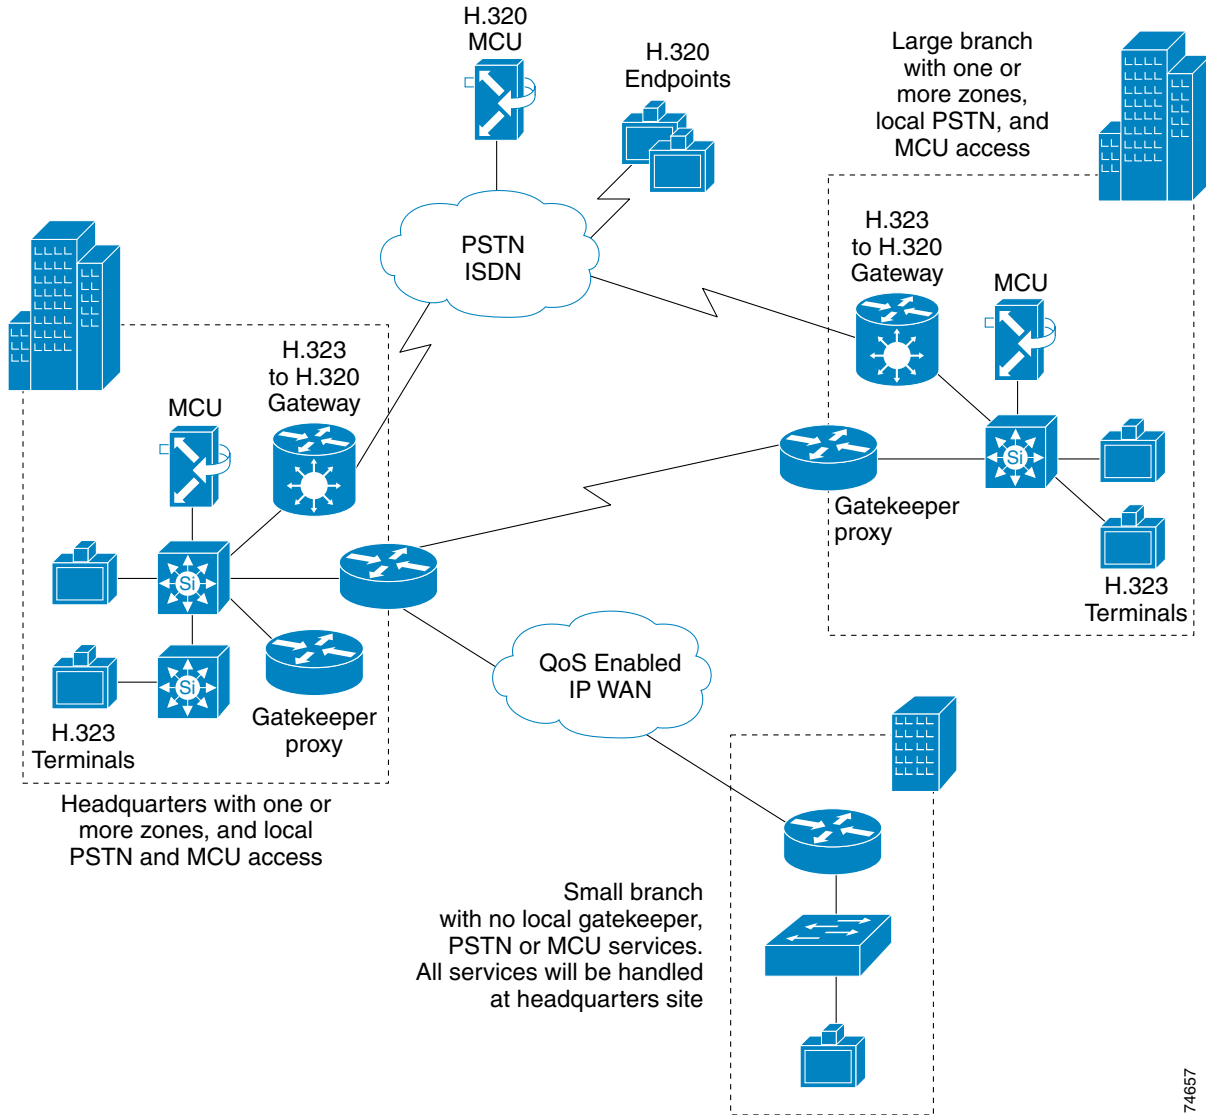 H.320
MCU
H.320
Endpoints
Large branch
with one or
more zones,
local PSTN, and
MCU access
PSTN
ISDN
H.323
to H.320
Gateway
MCU
H.323
to H.320
Gateway
MCU
Si
Gatekeeper
proxy
H.323
Terminals
Si
Si
H.323
Terminals
Gatekeeper
proxy
QoS Enabled
IP WAN
Headquarters with one or
more zones, and local
PSTN and MCU access
Small branch
with no local gatekeeper,
PSTN or MCU services.
All services will be handled
at headquarters site
74657